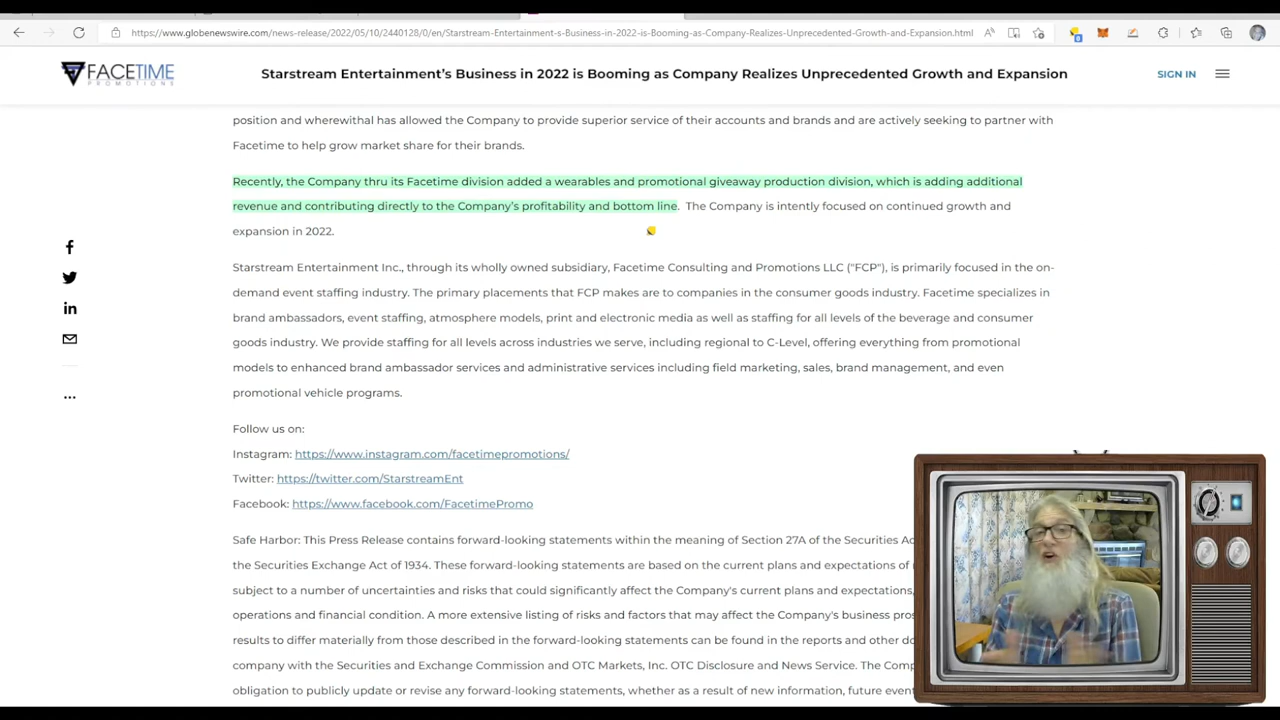 https://www.globenewswire.com/news-release/2022/05/10/2440128/0/en/Starstream-Entertainment-s-Business-in-2022-is-Booming-as-Company-Realizes-Unprecedented-Growth-and-Expansion.html
FACETIME
PROMOTIONS
Starstream Entertainment’s Business in 2022 is Booming as Company Realizes Unprecedented Growth and Expansion
SIGN IN
position and wherewithal has allowed the Company to provide superior service of their accounts and brands and are actively seeking to partner with
Facetime to help grow market share for their brands.
Recently, the Company thru its Facetime division added a wearables and promotional giveaway production division, which is adding additional
revenue and contributing directly to the Company’s profitability and bottom line. The Company is intently focused on continued growth and
expansion in 2022.
Starstream Entertainment Inc., through its wholly owned subsidiary, Facetime Consulting and Promotions LLC ("FCP"), is primarily focused in the on-
demand event staffing industry. The primary placements that FCP makes are to companies in the consumer goods industry. Facetime specializes in
brand ambassadors, event staffing, atmosphere models, print and electronic media as well as staffing for all levels of the beverage and consumer
goods industry. We provide staffing for all levels across industries we serve, including regional to C-Level, offering everything from promotional
models to enhanced brand ambassador services and administrative services including field marketing, sales, brand management, and even
promotional vehicle programs.
Follow us on:
Instagram: https://www.instagram.com/facetimepromotions/
Twitter: https://twitter.com/StarstreamEnt
Facebook: https://www.facebook.com/FacetimePromo
Safe Harbor: This Press Release contains forward-looking statements within the meaning of Section 27A of the Securities
the Securities Exchange Act of 1934. These forward-looking statements are based on the current plans and expectations of
subject to a number of uncertainties and risks that could significantly affect the Company's current plans and expectations,
operations and financial condition. A more extensive listing of risks and factors that may affect the Company's business
results to differ materially from those described in the forward-looking statements can be found in the reports and other
company with the Securities and Exchange Commission and OTC Markets, Inc. OTC Disclosure and News Service. The
obligation to publicly update or revise any forward-looking statements, whether as a result of new information, future